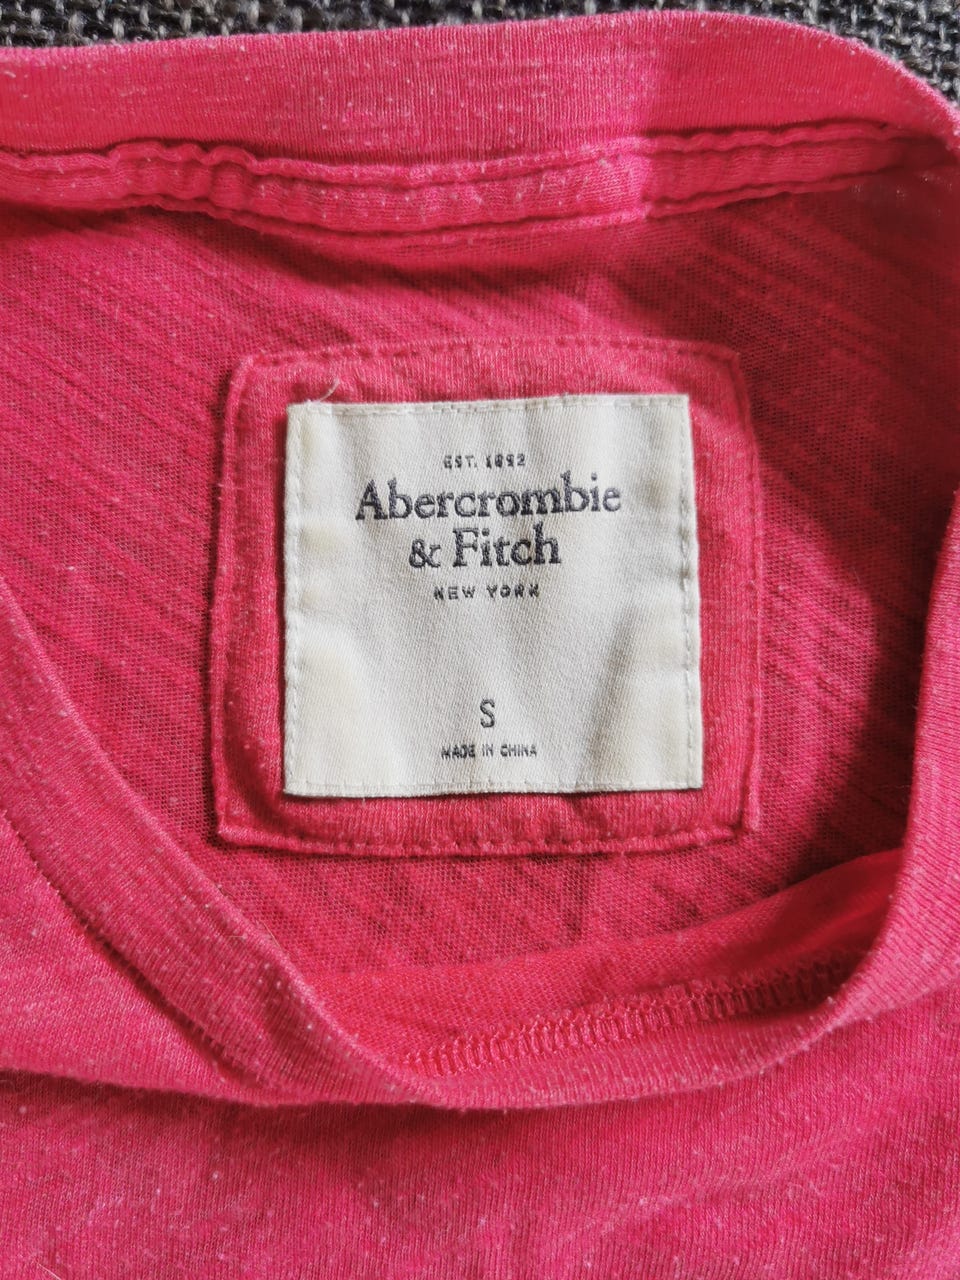 EST. 1892
Abercrombie
& Fitch
NEW YORK
S
MADE IN CHINA